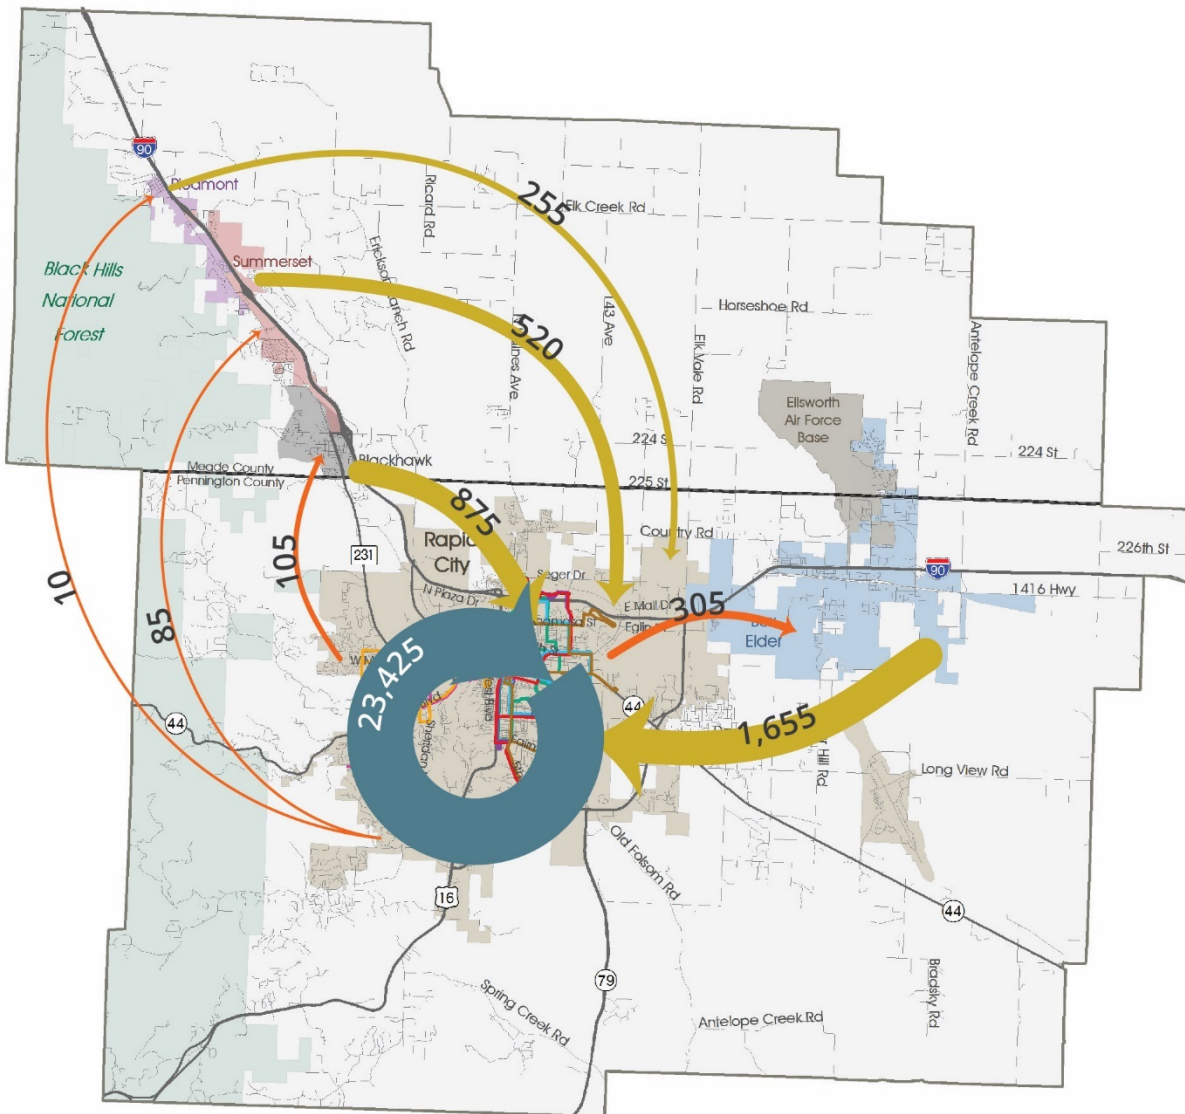 90
Piedmont
255
Elk Creek Rd
Ricard Rd
Summerset
Black Hills
National
Forest
Erickson Ranch Rd
520
143 Ave
Horseshoe Rd
Elk Vale Rd
Antelope Creek Rd
Ellsworth
Air Force
Base
224 St
224 St
Blackhawk
Meade County
Pennington County
225 St
875
Country Rd
226th St
Rapid
City
231
105
Seger Dr
N Plaza Dr
E Mall Dr
90
1416 Hwy
10
85
305
Elder
23,425
44
44
1,655
Sheridan
Long View Rd
Old Folsom Rd
16
44
79
Spring Creek Rd
Antelope Creek Rd
Bradsky Rd